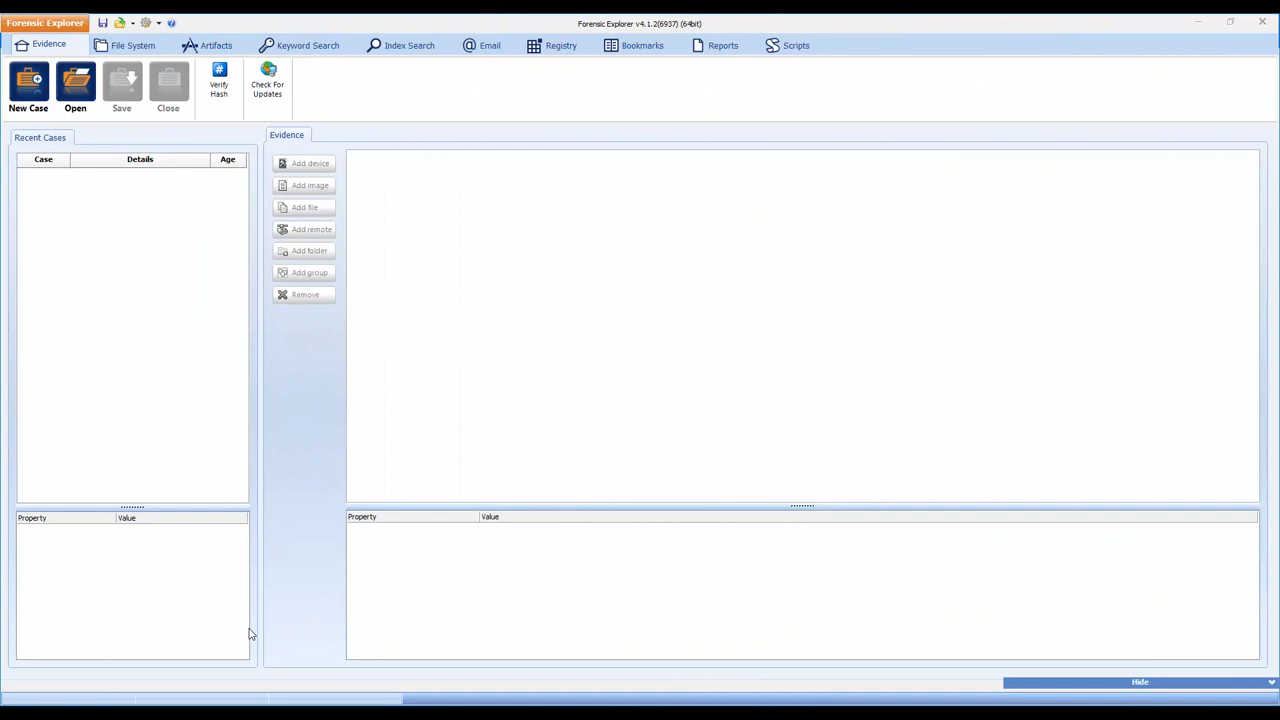 Forensic Explorer
Forensic Explorer v4.1.2(6937) (64bit)
Evidence
File System
Artifacts
Keyword Search
Index Search
Email
Registry
Bookmarks
Reports
Scripts
New Case
Open
Save
Close
Verify
Hash
Check For
Updates
Recent Cases
Case Details Age
Property Value
Evidence
Add device
Add image
Add file
Add remote
Add folder
Add group
Remove
Property Value
Hide